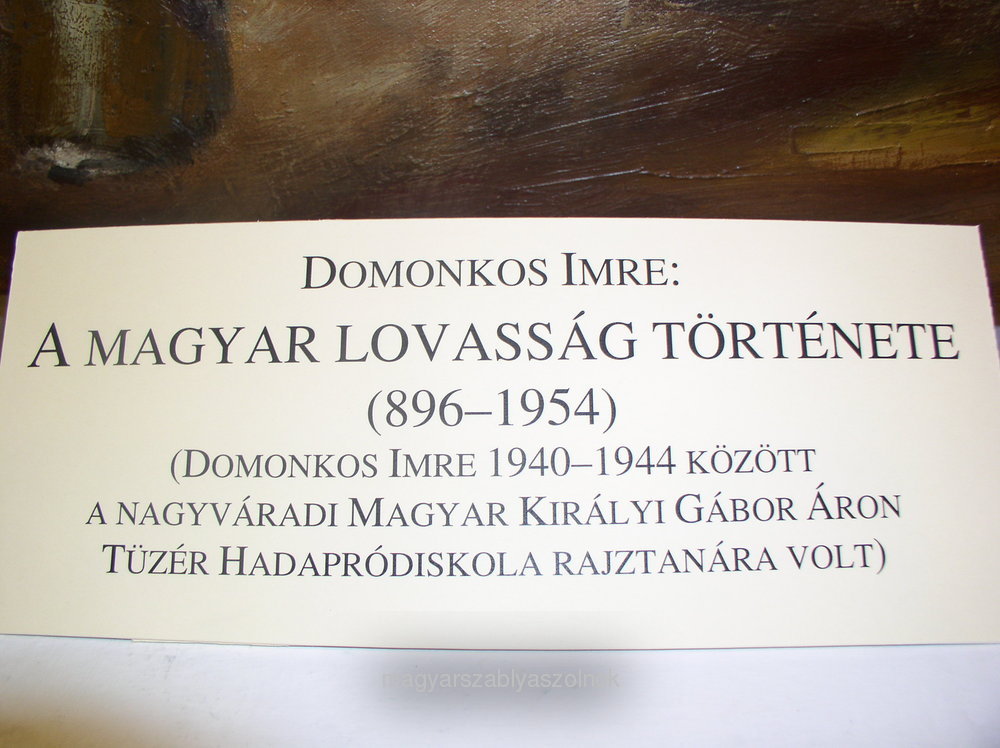 DOMONKOS IMRE:
A MAGYAR LOVASSÁG TÖRTÉNETE
(896–1954)
(DOMONKOS IMRE 1940–1944 KÖZÖTT
A NAGYVÁRADI MAGYAR KIRÁLYI GÁBOR ÁRON
TÜZÉR HADAPRÓDISKOLA RAJZTANÁRA VOLT)
magyarszablyaszolnok